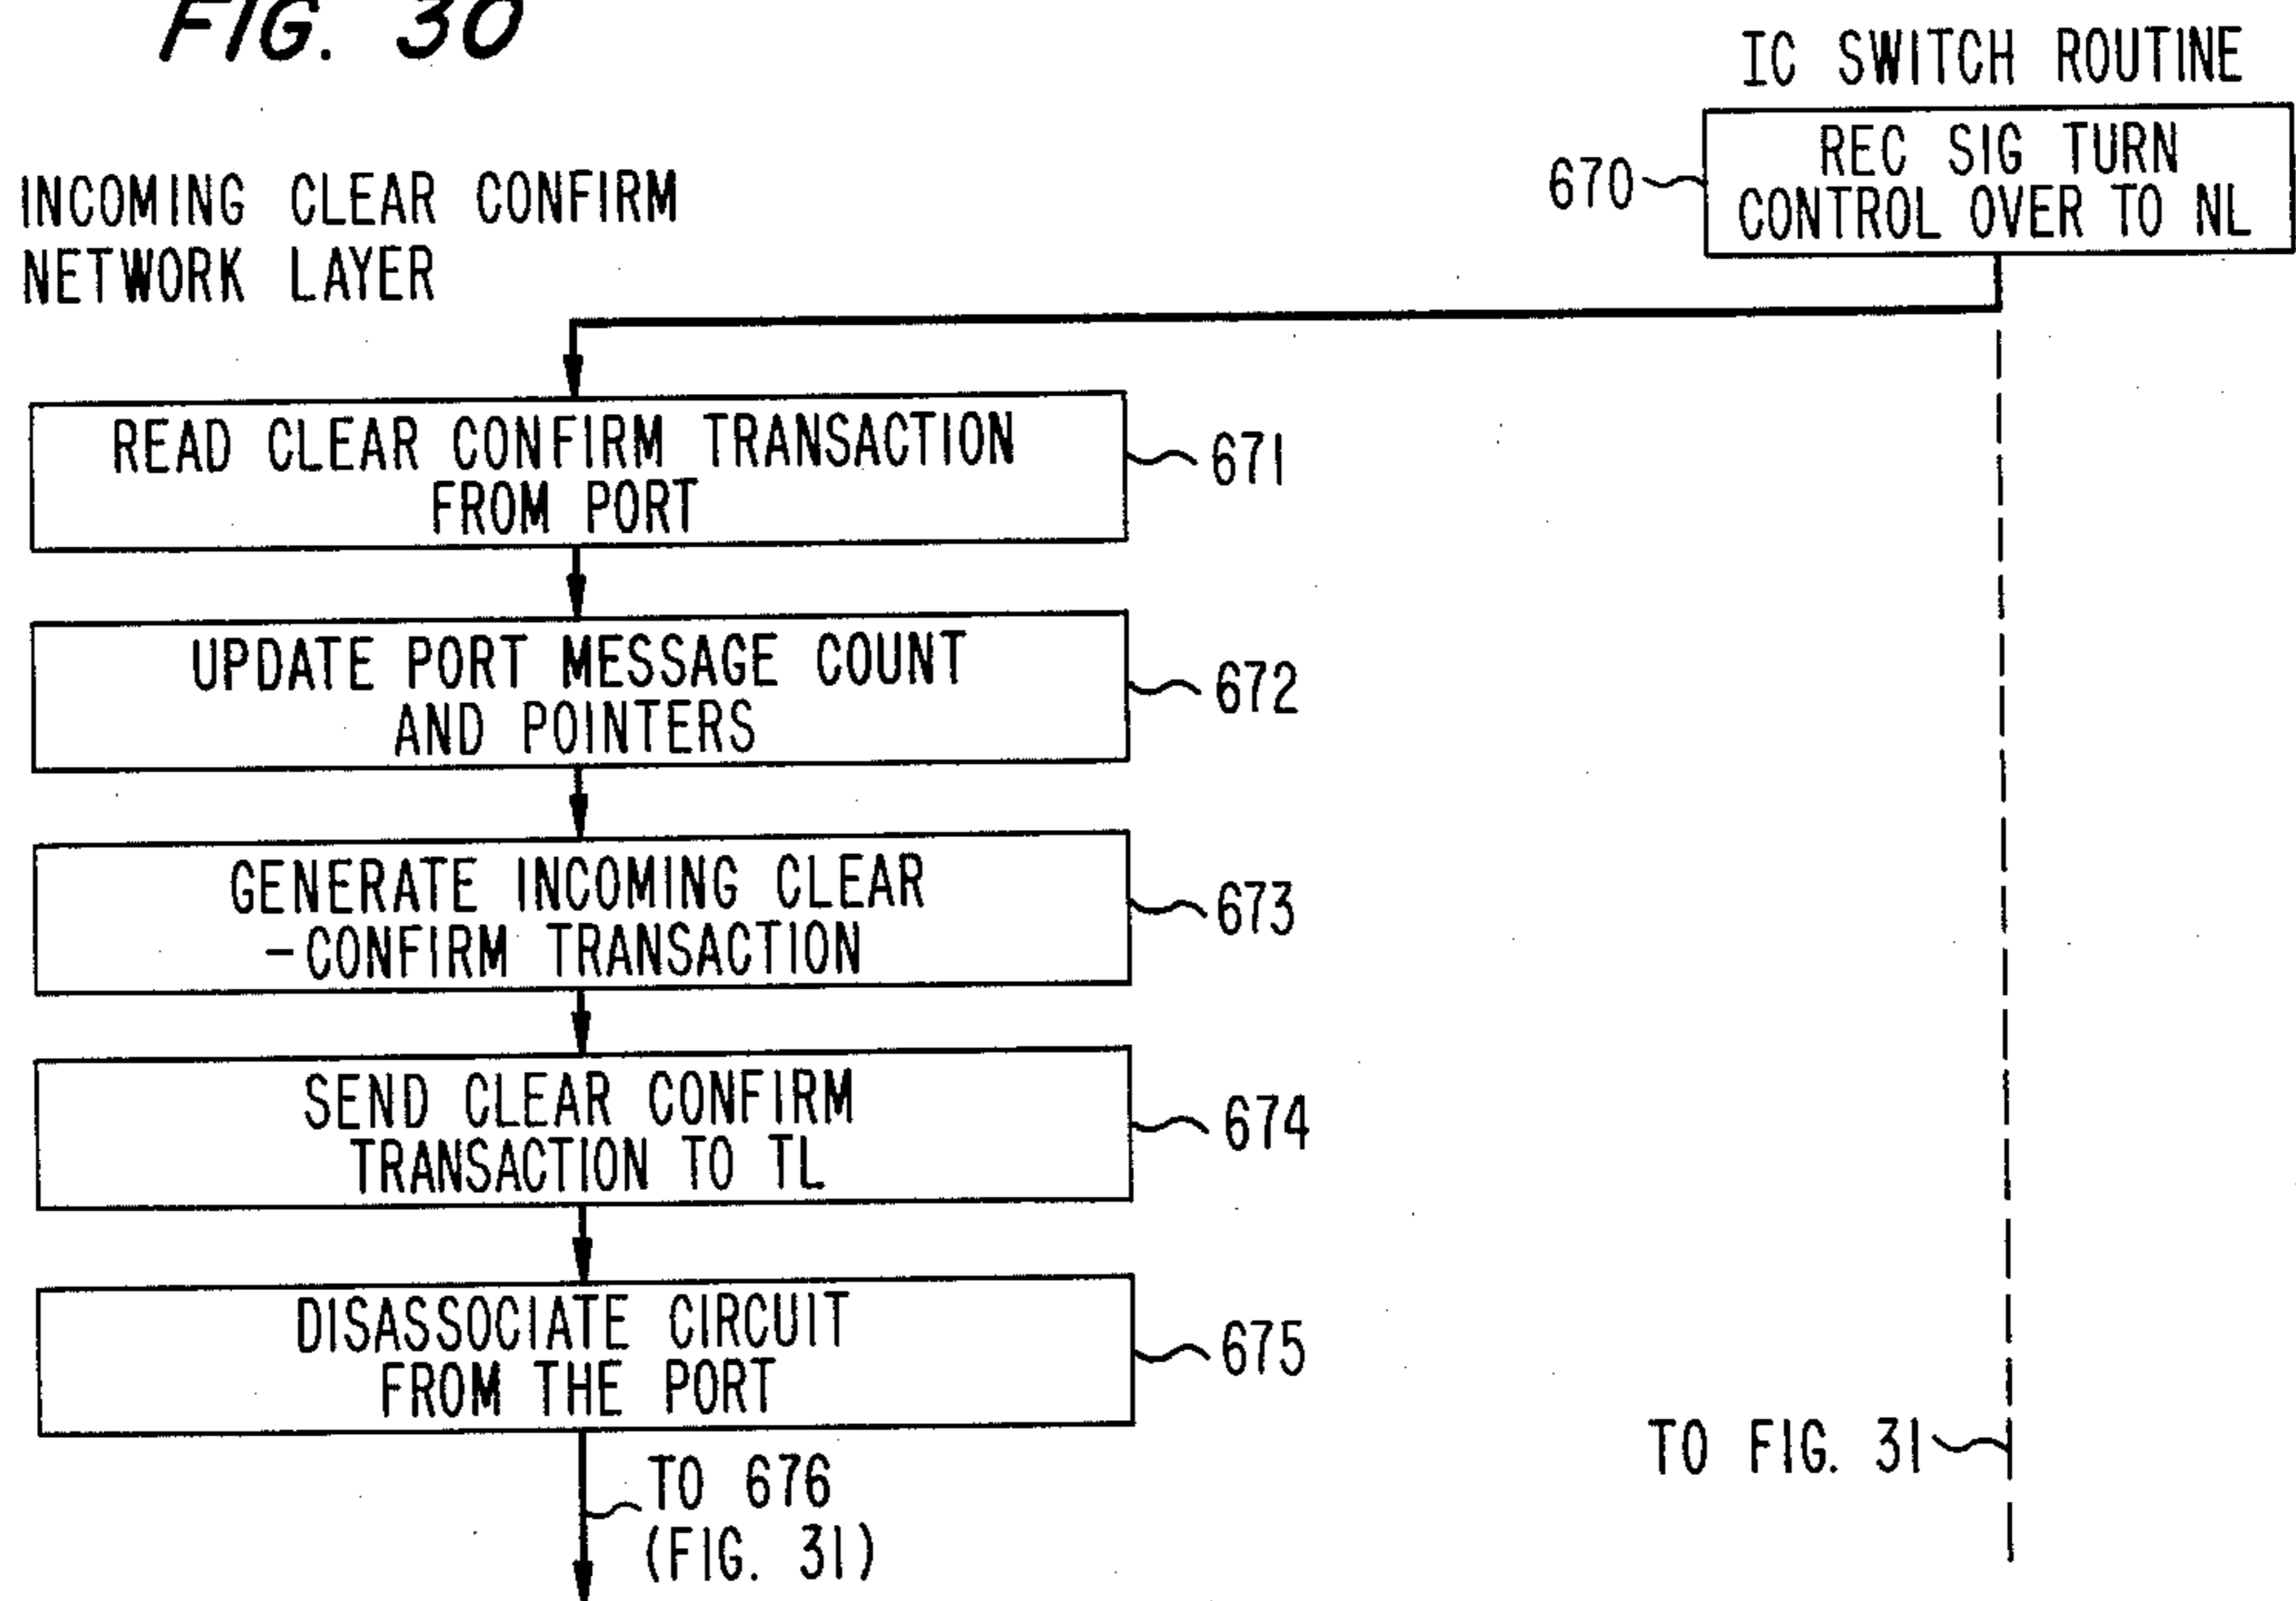 FIG. 30
IC SWITCH ROUTINE
REC SIG TURN
CONTROL OVER TO NL
670
INCOMING CLEAR CONFIRM
NETWORK LAYER
READ CLEAR CONFIRM TRANSACTION
FROM PORT
671
UPDATE PORT MESSAGE COUNT
AND POINTERS
672
GENERATE INCOMING CLEAR
-CONFIRM TRANSACTION
673
SEND CLEAR CONFIRM
TRANSACTION TO TL
674
DISASSOCIATE CIRCUIT
FROM THE PORT
675
TO 676
(FIG. 31)
TO FIG. 31